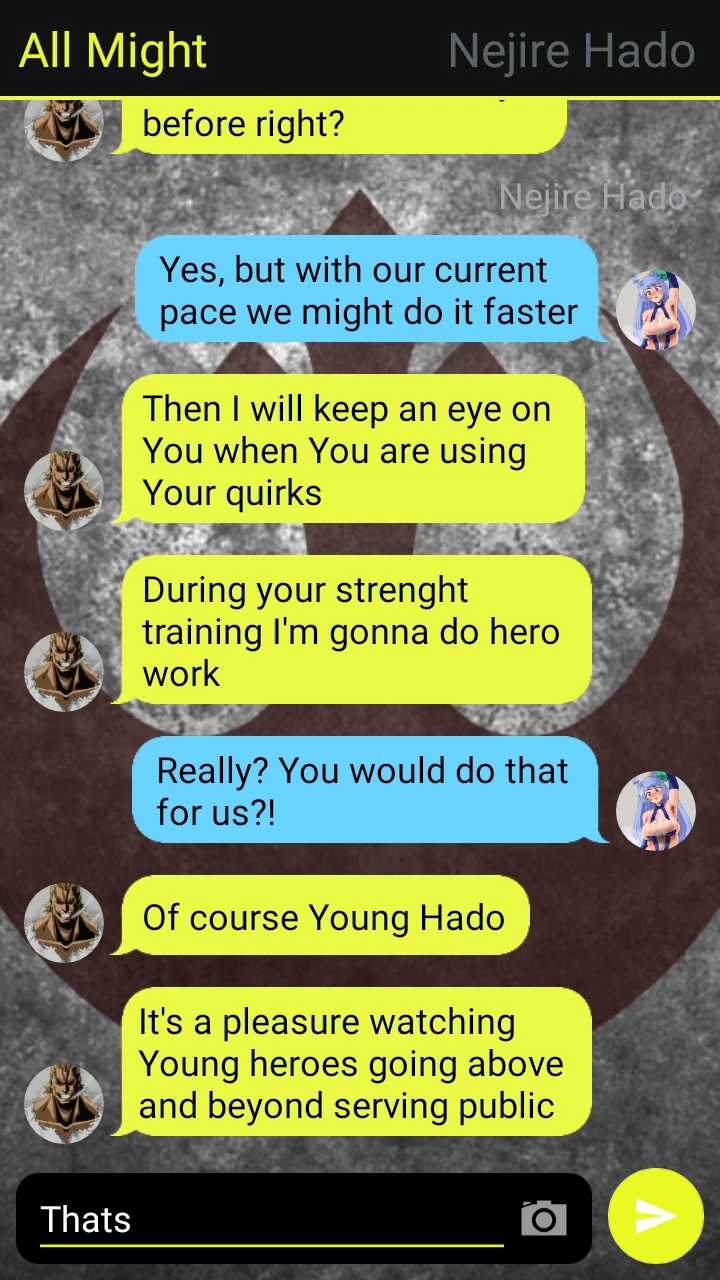 All Might
Nejire Hado
before right?
Nejire Hado
Yes, but with our current
pace we might do it faster
Then I will keep an eye on
You when You are using
Your quirks
During your strenght
training I'm gonna do hero
work
Really? You would do that
for us?!
Of course Young Hado
It's a pleasure watching
Young heroes going above
and beyond serving public
Thats